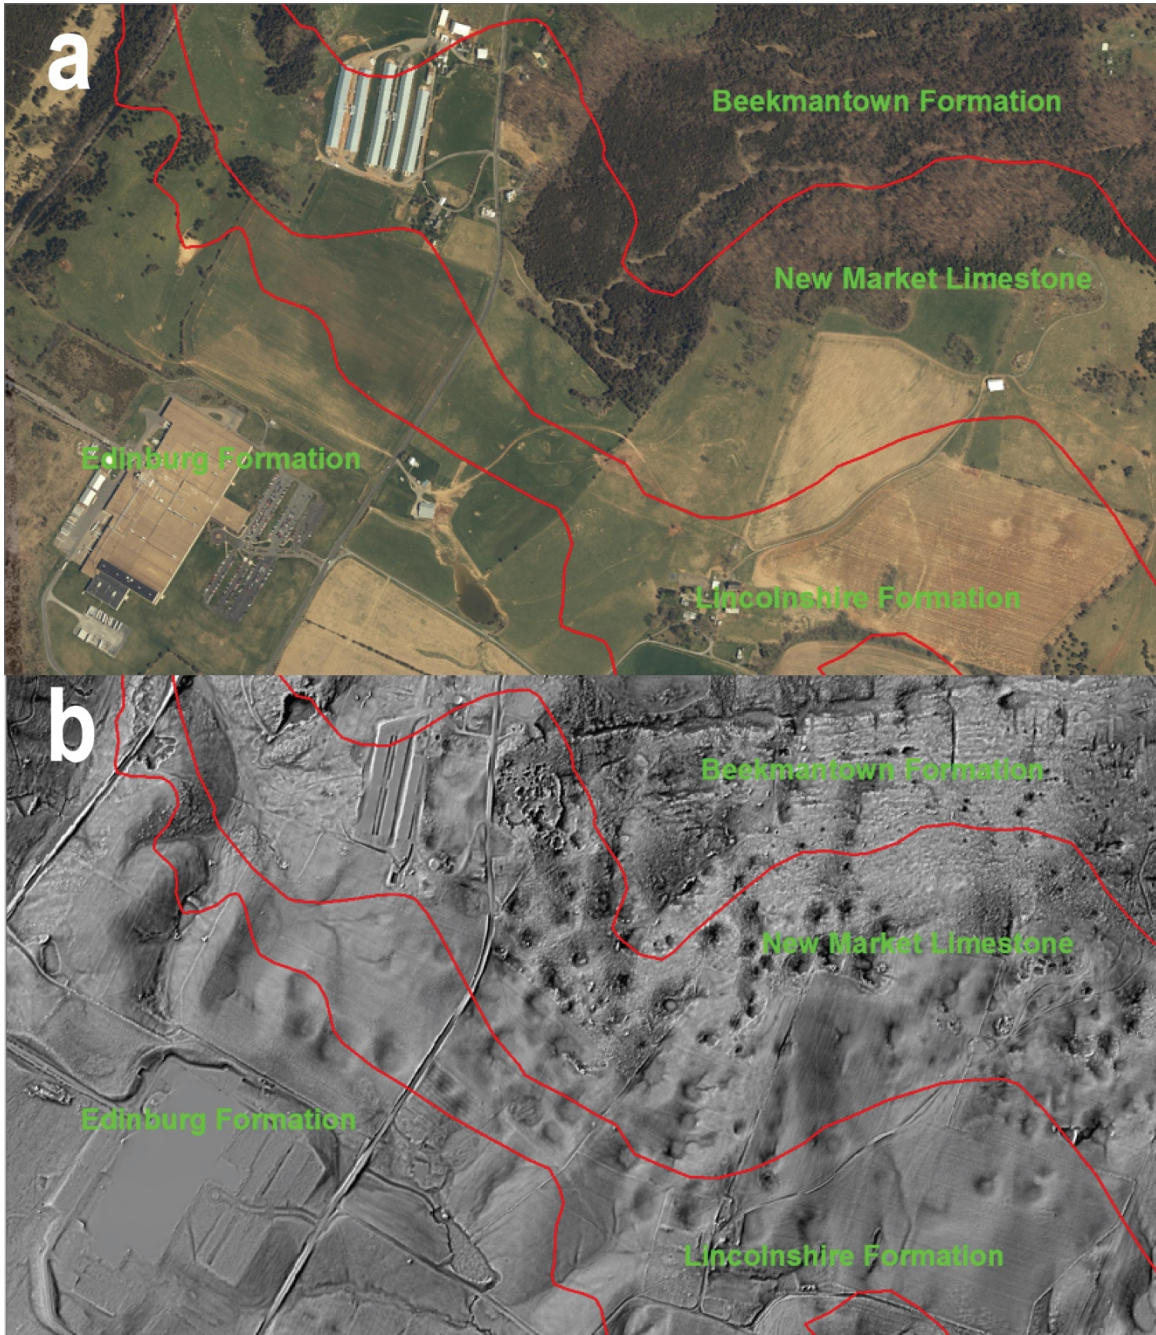 a
Beekmantown Formation
New Market Limestone
Edinburg Formation
Lincolnshire Formation
b
Beekmantown Formation
New Market Limestone
Edinburg Formation
Lincolnshire Formation